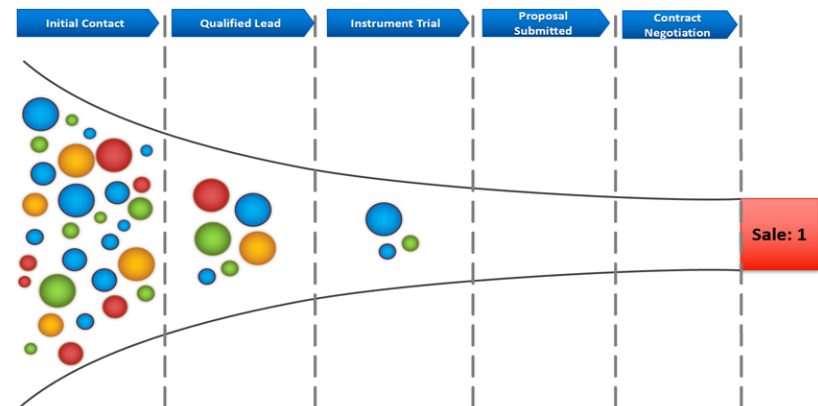 Initial Contact
Qualified Lead
Instrument Trial
Proposal
Submitted
Contract
Negotiation
Sale: 1